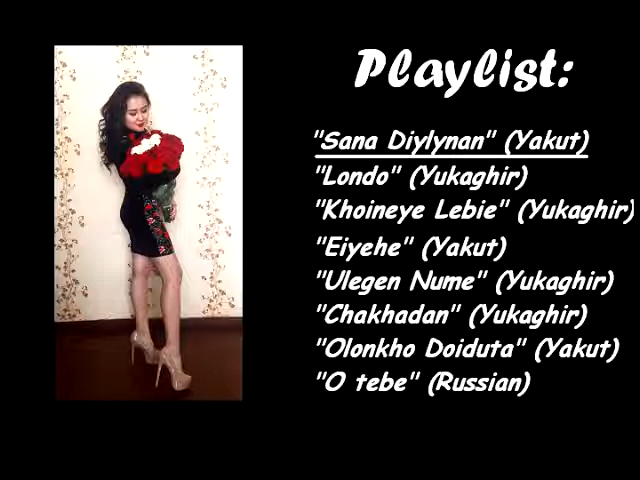 Playlist:
"Sana Diylynan" (Yakut)
"Londo" (Yukaghir)
"Khoineye Lebie" (Yukaghir)
"Eiyehe" (Yakut)
"Ulegen Nume" (Yukaghir)
"Chakhadan" (Yukaghir)
"Olonkho Doiduta" (Yakut)
"O tebe" (Russian)